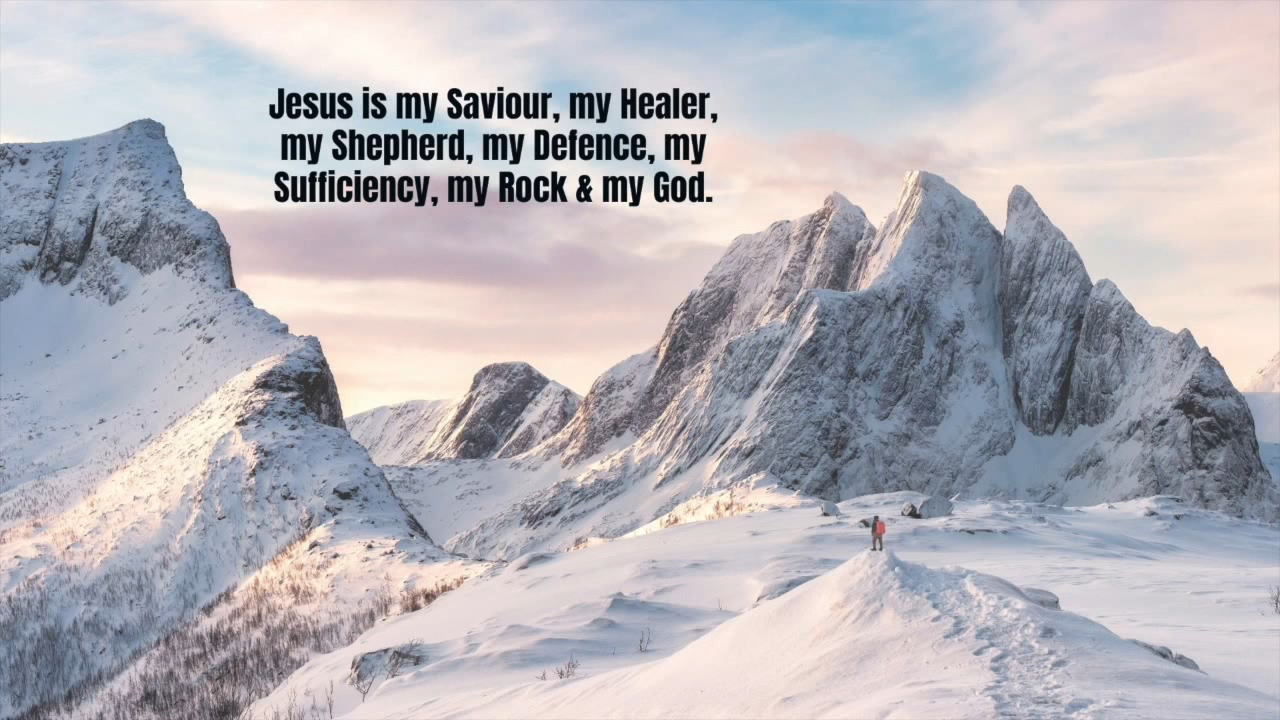 Jesus is my Saviour, my Healer,
my Shepherd, my Defence, my
Sufficiency, my Rock & my God.